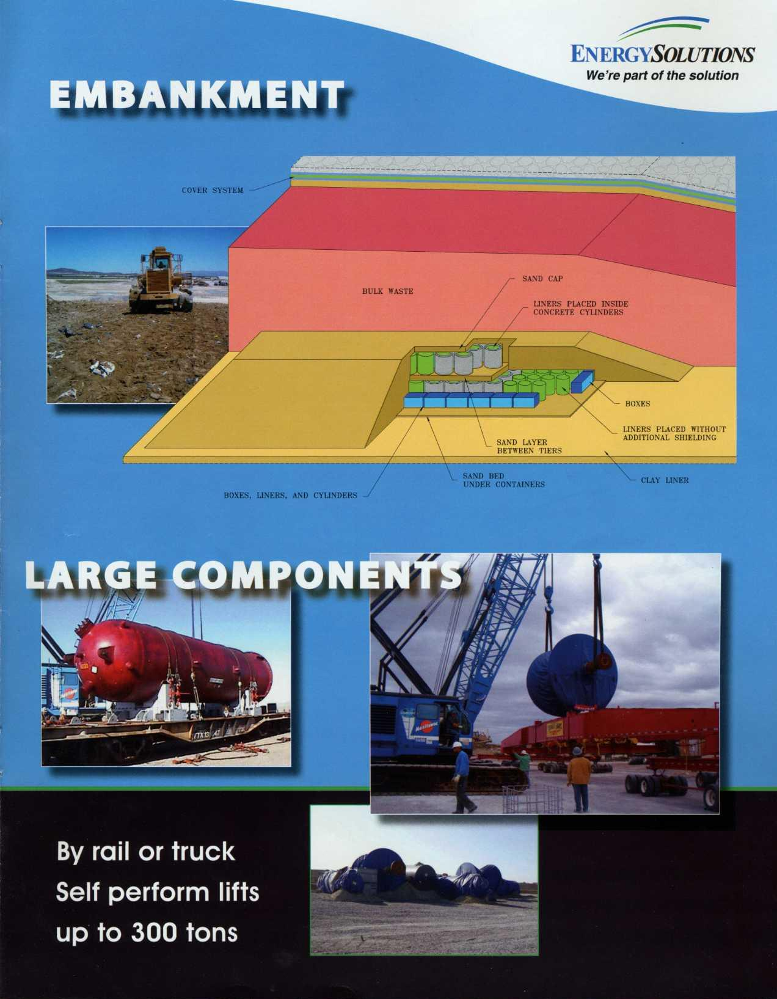 ENERGYSOLUTIONS
We're part of the solution
EMBANKMENT
COVER SYSTEM
SAND CAP
BULK WASTE
LINERS PLACED INSIDE
CONCRETE CYLINDERS
BOXES
LINERS PLACED WITHOUT
ADDITIONAL SHIELDING
SAND LAYER
BETWEEN TIERS
SAND BED
UNDER CONTAINERS
CLAY LINER
BOXES, LINERS, AND CYLINDERS
LARGE COMPONENTS
Manitowoc
By rail or truck
Self perform lifts
up to 300 tons